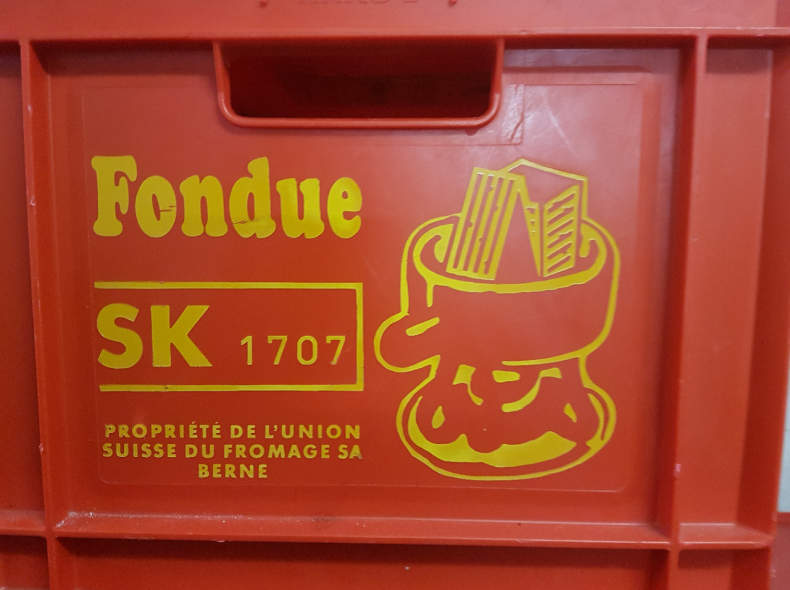 Fondue
SK 1707
PROPRIÉTÉ DE L'UNION
SUISSE DU FROMAGE SA
BERNE